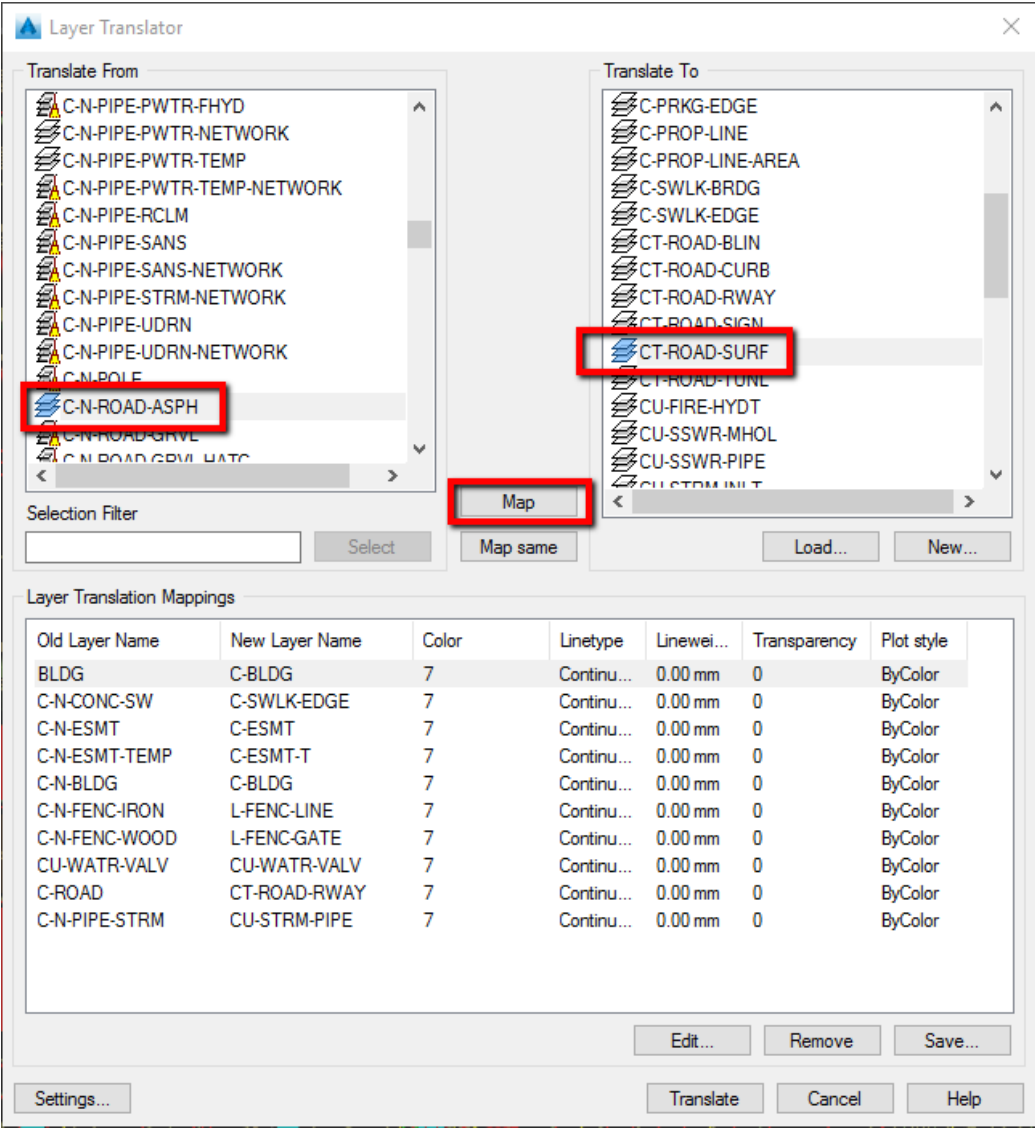 Layer Translator
Translate From
C-N-PIPE-PWTR-FHYD
C-N-PIPE-PWTR-NETWORK
C-N-PIPE-PWTR-TEMP
C-N-PIPE-PWTR-TEMP-NETWORK
C-N-PIPE-RCLM
C-N-PIPE-SANS
C-N-PIPE-SANS-NETWORK
C-N-PIPE-STRM-NETWORK
C-N-PIPE-UDRN
C-N-PIPE-UDRN-NETWORK
C-N-POLE
C-N-ROAD-ASPH
C-N-ROAD-GRVL
C-N-ROAD-GRVL-HATC
Selection Filter
Select
Map
Map same
Translate To
C-PRKG-EDGE
C-PROP-LINE
C-PROP-LINE-AREA
C-SWLK-BRDG
C-SWLK-EDGE
CT-ROAD-BLIN
CT-ROAD-CURB
CT-ROAD-RWAY
CT-ROAD-SIGN
CT-ROAD-SURF
CT-ROAD-TUNL
CU-FIRE-HYDT
CU-SSWR-MHOL
CU-SSWR-PIPE
CU-STRM-INLT
Load... New...
Layer Translation Mappings
Old Layer Name New Layer Name Color Linetype Linewei... Transparency Plot style
BLDG C-BLDG 7 Continu... 0.00 mm 0 ByColor
C-N-CONC-SW C-SWLK-EDGE 7 Continu... 0.00 mm 0 ByColor
C-N-ESMT C-ESMT 7 Continu... 0.00 mm 0 ByColor
C-N-ESMT-TEMP C-ESMT-T 7 Continu... 0.00 mm 0 ByColor
C-N-BLDG C-BLDG 7 Continu... 0.00 mm 0 ByColor
C-N-FENC-IRON L-FENC-LINE 7 Continu... 0.00 mm 0 ByColor
C-N-FENC-WOOD L-FENC-GATE 7 Continu... 0.00 mm 0 ByColor
CU-WATR-VALV CU-WATR-VALV 7 Continu... 0.00 mm 0 ByColor
C-ROAD CT-ROAD-RWAY 7 Continu... 0.00 mm 0 ByColor
C-N-PIPE-STRM CU-STRM-PIPE 7 Continu... 0.00 mm 0 ByColor
Edit... Remove Save...
Settings... Translate Cancel Help